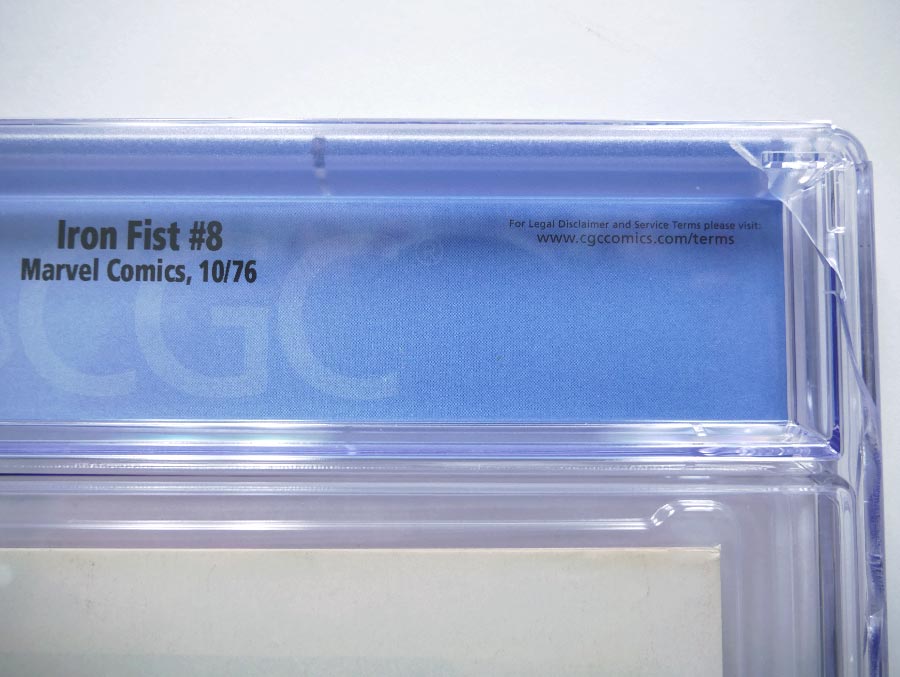 Iron Fist #8
Marvel Comics, 10/76
For Legal Disclaimer and Service Terms please visit:
www.cgccomics.com/terms
CGC®